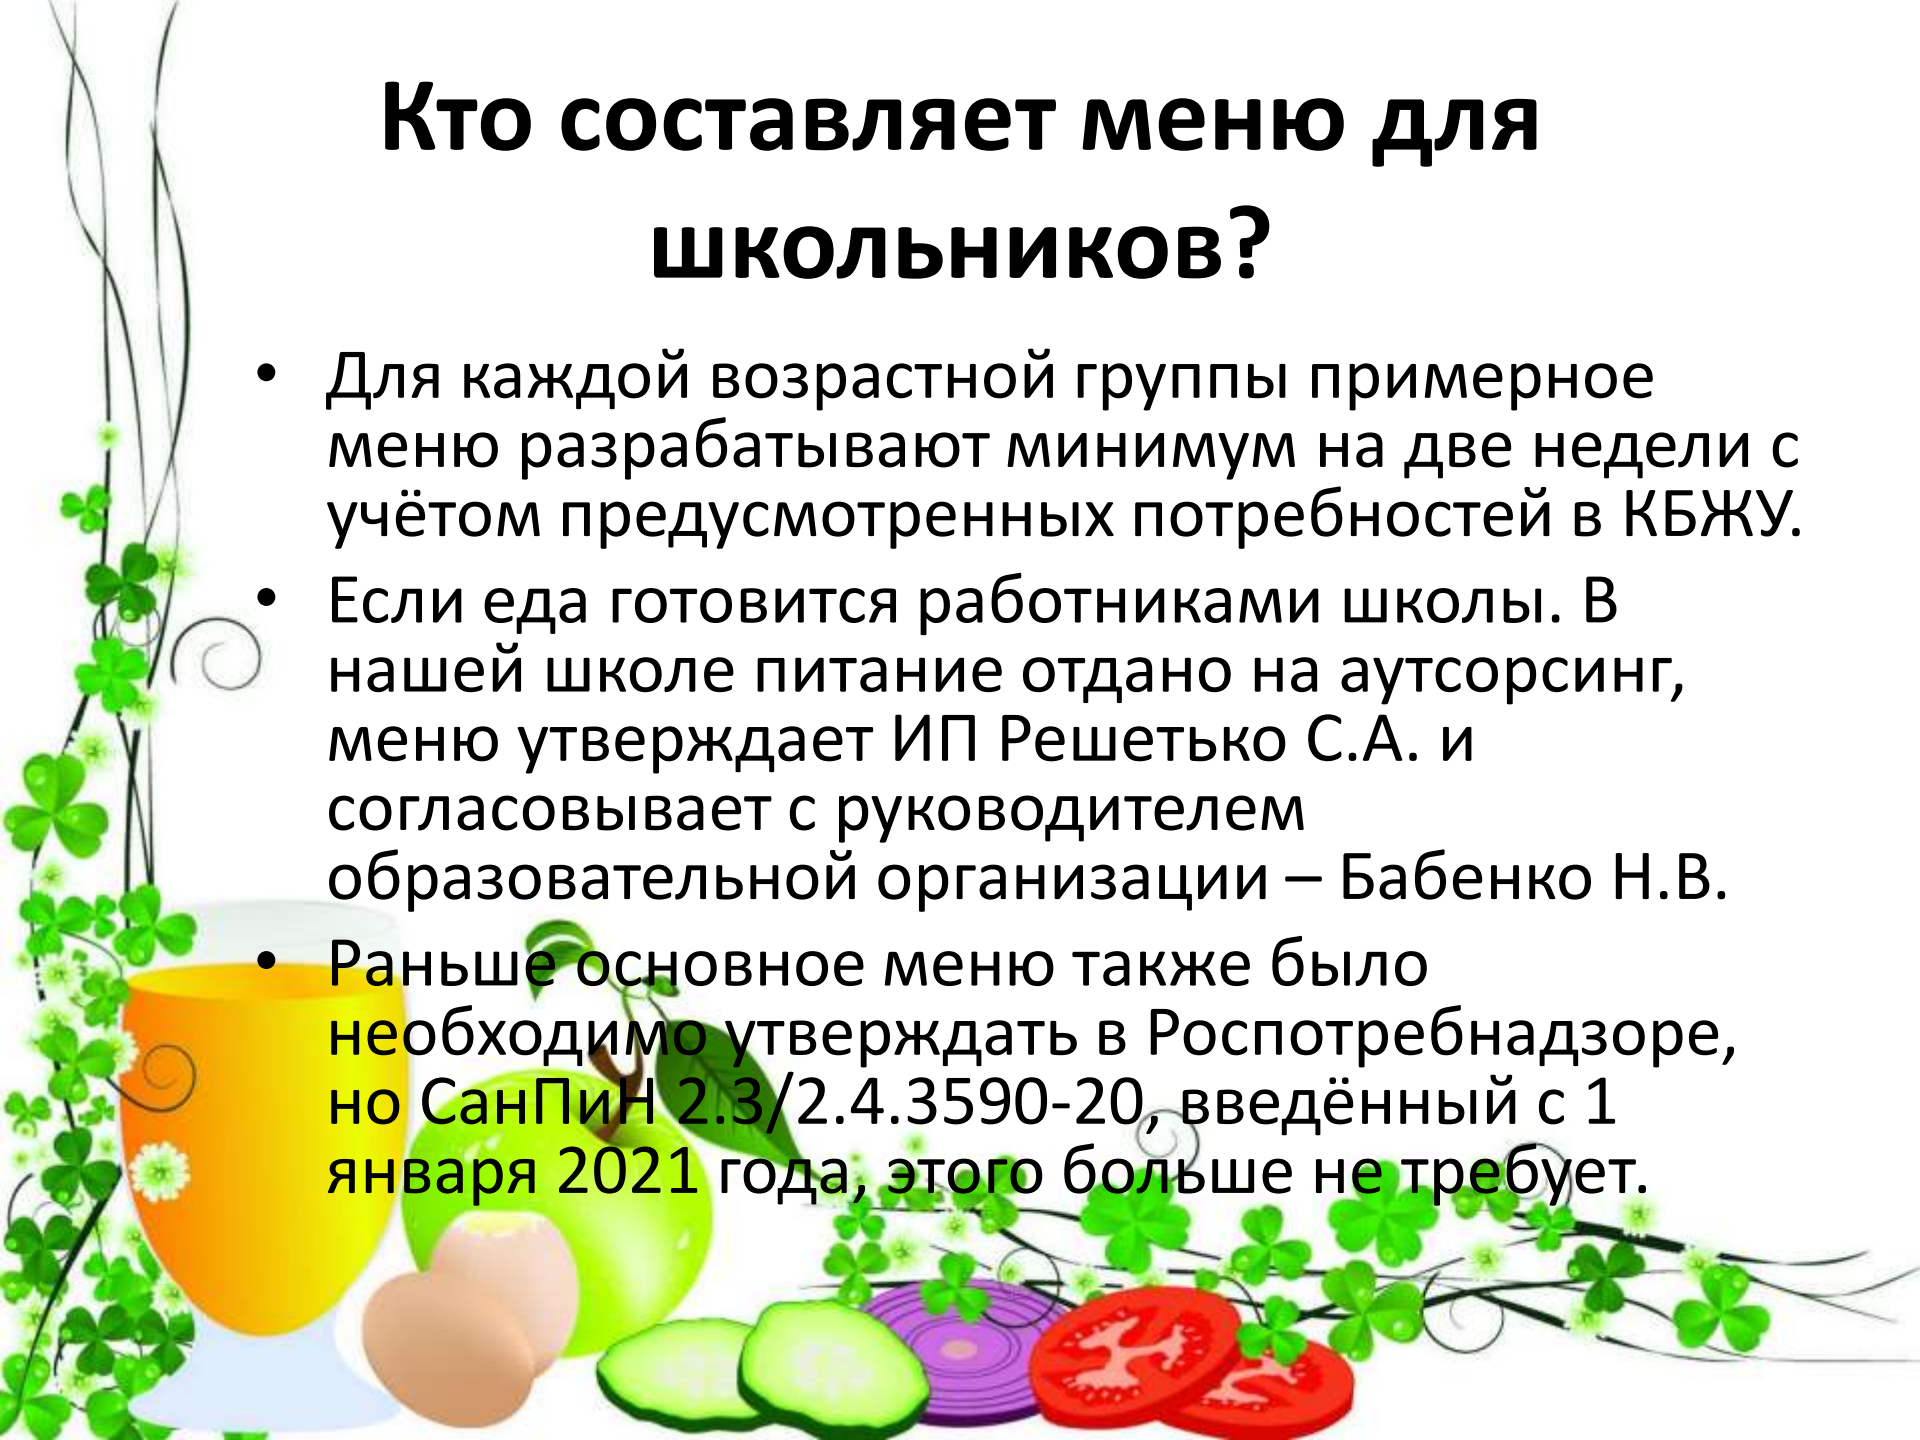 Кто составляет меню для
школьников?
• Для каждой возрастной группы примерное
меню разрабатывают минимум на две недели с
учётом предусмотренных потребностей в КБЖУ.
• Если еда готовится работниками школы. В
нашей школе питание отдано на аутсорсинг,
меню утверждает ИП Решетько С.А. и
согласовывает с руководителем
образовательной организации – Бабенко Н.В.
• Раньше основное меню также было
необходимо утверждать в Роспотребнадзоре,
но СанПиН 2.3/2.4.3590-20, введённый с 1
января 2021 года, этого больше не требует.